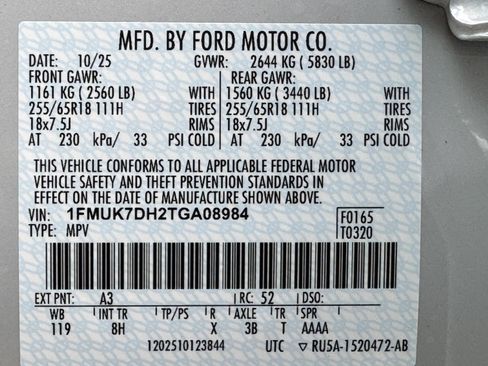 MFD. BY FORD MOTOR CO.
DATE: 10/25 GVWR: 2644 KG ( 5830 LB)
FRONT GAWR: REAR GAWR:
1161 KG ( 2560 LB) WITH 1560 KG ( 3440 LB) WITH
255/65R18 111H TIRES 255/65R18 111H TIRES
18x7.5J RIMS 18x7.5J RIMS
AT 230 kPa/ 33 PSI COLD AT 230 kPa/ 33 PSI COLD
THIS VEHICLE CONFORMS TO ALL APPLICABLE FEDERAL MOTOR
VEHICLE SAFETY AND THEFT PREVENTION STANDARDS IN
EFFECT ON THE DATE OF MANUFACTURE SHOWN ABOVE.
VIN: 1FMUK7DH2TGA08984 F0165
TYPE: MPV T0320
EXT PNT: A3 RC: 52 DSO:
WB INT TR TP/PS R AXLE TR SPR
119 8H X 3B T AAAA
1202510123844 UTC ▽ RU5A-1520472-AB